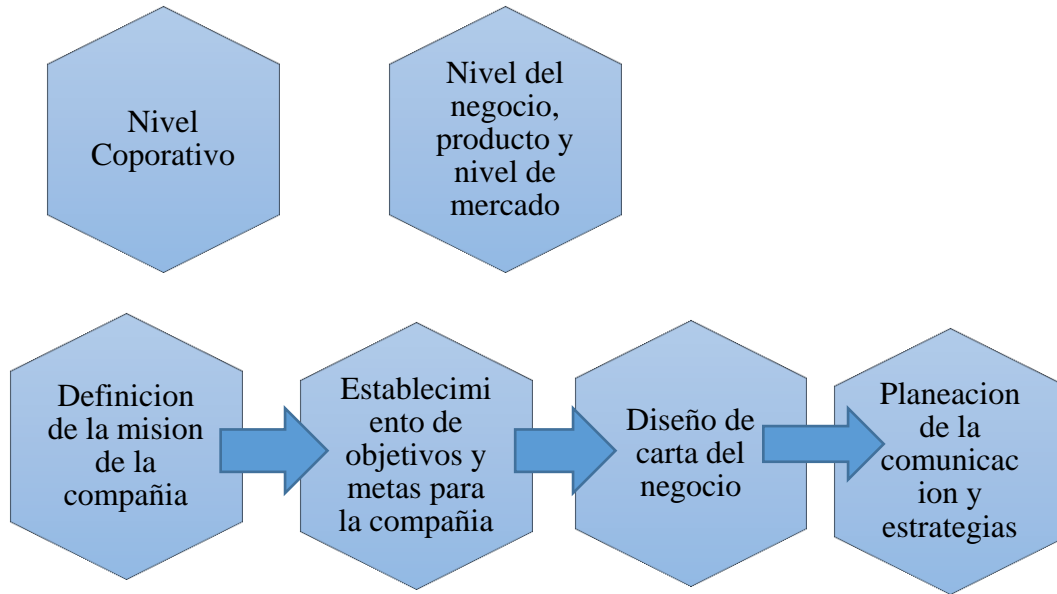 Nivel
Coporativo
Nivel del
negocio,
producto y
nivel de
mercado
Definicion
de la mision
de la
compañia
Establecimi
ento de
objetivos y
metas para
la compañia
Diseño de
carta del
negocio
Planeacion
de la
comunicac
ion y
estrategias